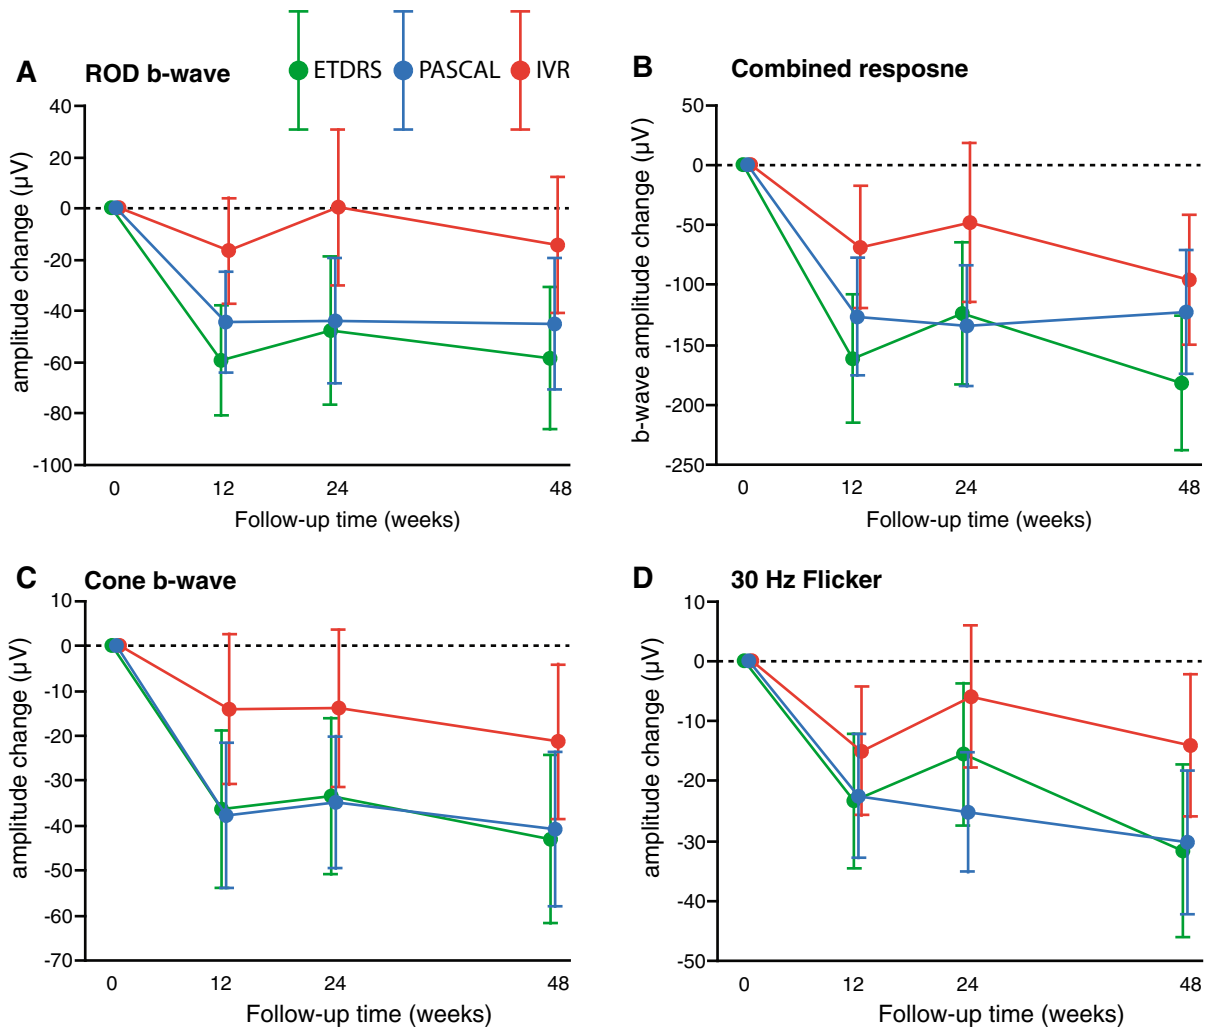 A ROD b-wave ETDRS PASCAL IVR
amplitude change (µV)
40
20
0
-20
-40
-60
-80
-100
0 12 24 48
Follow-up time (weeks)
B Combined resposne
b-wave amplitude change (µV)
50
0
-50
-100
-150
-200
-250
0 12 24 48
Follow-up time (weeks)
C Cone b-wave
amplitude change (µV)
10
0
-10
-20
-30
-40
-50
-60
-70
0 12 24 48
Follow-up time (weeks)
D 30 Hz Flicker
amplitude change (µV)
10
0
-10
-20
-30
-40
-50
0 12 24 48
Follow-up time (weeks)